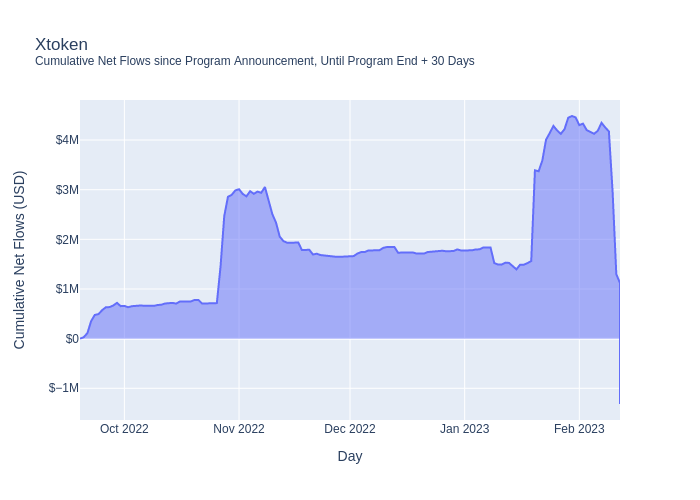 Xtoken
Cumulative Net Flows since Program Announcement, Until Program End + 30 Days
Cumulative Net Flows (USD)
$4M
$3M
$2M
$1M
$0
$−1M
Oct 2022
Nov 2022
Dec 2022
Jan 2023
Feb 2023
Day